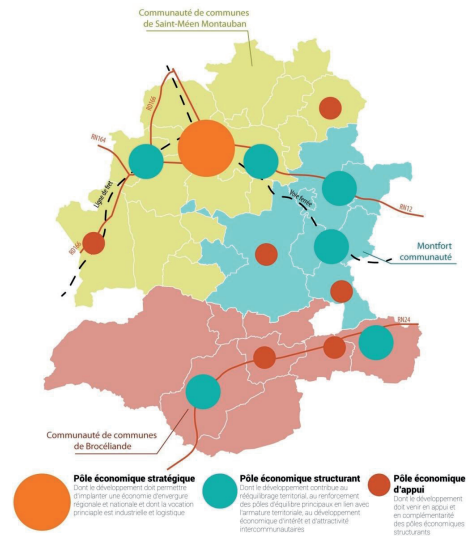 Communauté de communes
de Saint-Méen Montauban
RD166
RN164
Ligne de fret
Voie ferrée
RN12
RD166
Montfort
communauté
RN24
Communauté de communes
de Brocéliande
Pôle économique stratégique
Dont le développement doit permettre
d'implanter une économie d'envergure
régionale et nationale et dont la vocation
principale est industrielle et logistique
Pôle économique structurant
Dont le développement contribue au
rééquilibrage territorial, au renforcement
des pôles d'équilibre principaux en lien avec
l'armature territoriale, au développement
économique d'intérêt et d'attractivité
intercommunautaires
Pôle économique
d'appui
Dont le développement
doit venir en appui et
en complémentarité
des pôles économiques
structurants